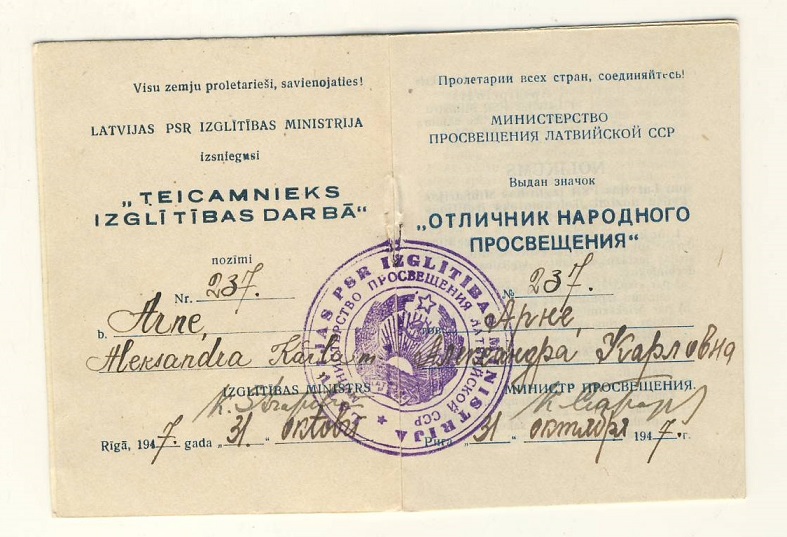 Visu zemju proletarieši, savienojaties!
LATVIJAS PSR IZGLĪTĪBAS MINISTRIJA
izsniegusi
„TEICAMNIEKS
IZGLĪTĪBAS DARBĀ“
nozīmi
Nr. 237.
b. Arne,
Aleksandra
IZGLĪTĪBAS MINISTRS
Rīgā, 1947. gada „31.“ oktobrī
Пролетарии всех стран, соединяйтесь!
МИНИСТЕРСТВО
ПРОСВЕЩЕНИЯ ЛАТВИЙСКОЙ ССР
Выдан значок
„ОТЛИЧНИК НАРОДНОГО
ПРОСВЕЩЕНИЯ“
№ 237.
Арне,
Александра Карловна
МИНИСТР ПРОСВЕЩЕНИЯ,
Рига „31“ октября 1947.г.
LATVIJAS PSR IZGLĪTĪBAS MINISTRIJA
МИНИСТЕРСТВО ПРОСВЕЩЕНИЯ ЛАТВИЙСКОЙ ССР